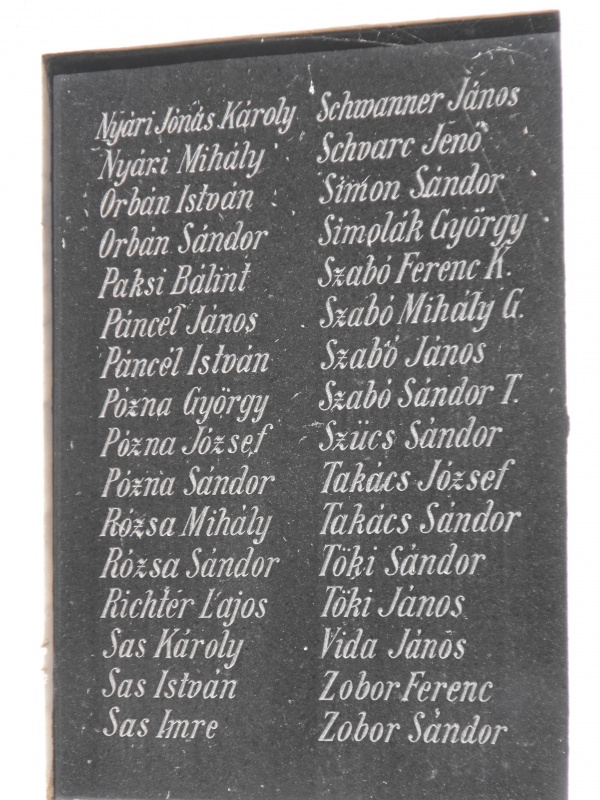 Nyári Jónás Károly
Nyári Mihály
Orbán István
Orbán Sándor
Paksi Bálint
Páncél János
Páncél István
Pózna György
Pózna József
Pózna Sándor
Rózsa Mihály
Rózsa Sándor
Richter Lajos
Sas Károly
Sas István
Sas Imre
Schwanner János
Schvarc Jenő
Simon Sándor
Simolák György
Szabó Ferenc K.
Szabó Mihály G.
Szabó János
Szabó Sándor T.
Szücs Sándor
Takács József
Takács Sándor
Töki Sándor
Töki János
Vida János
Zobor Ferenc
Zobor Sándor